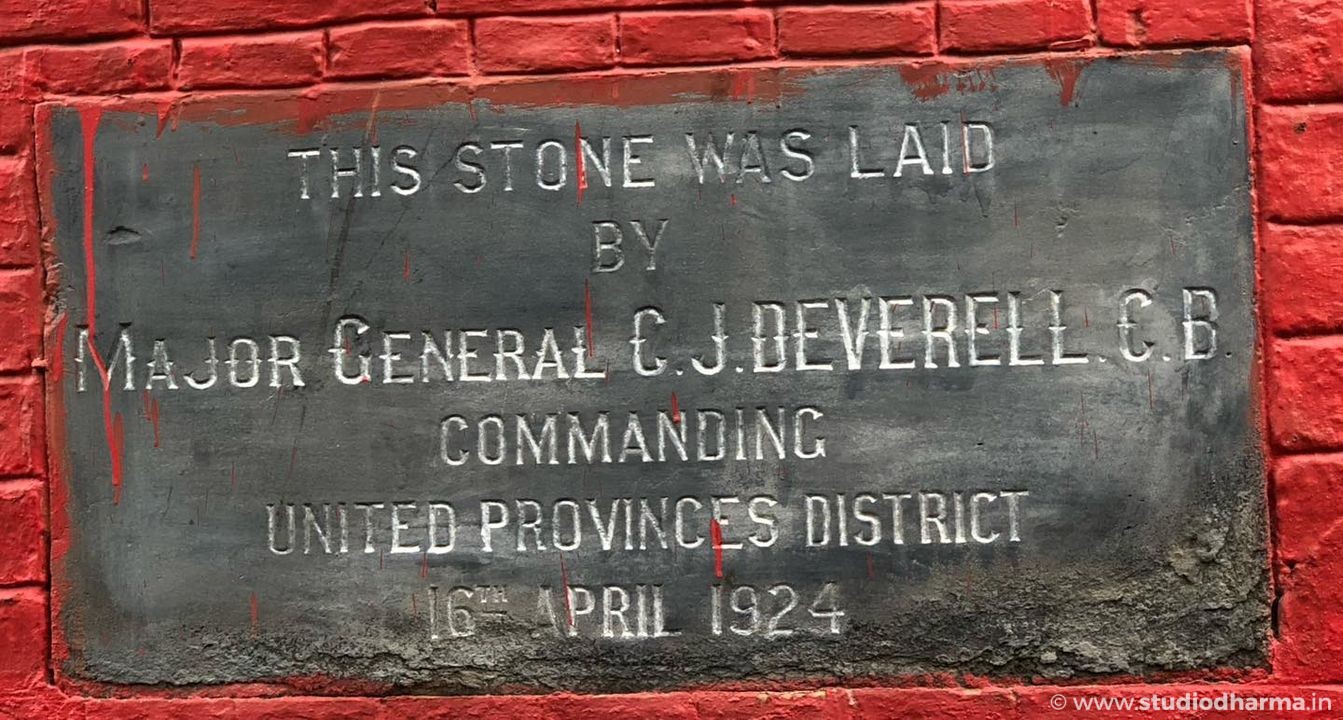 THIS STONE WAS LAID
BY
MAJOR GENERAL C.J.DEVERELL.C.B.
COMMANDING
UNITED PROVINCES DISTRICT
16TH APRIL 1924
© www.studiodharma.in